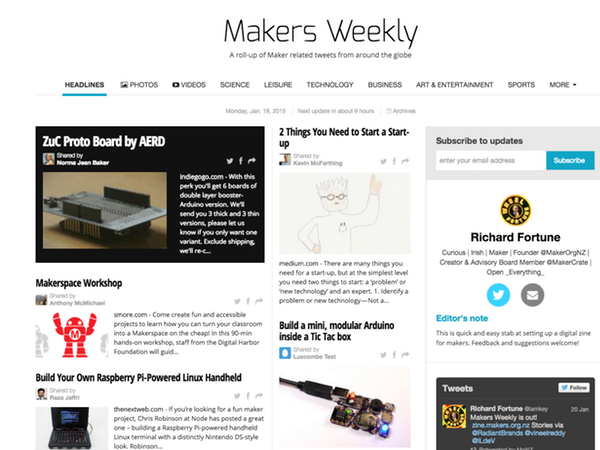 Makers Weekly
A roll-up of Maker related tweets from around the globe
HEADLINES PHOTOS VIDEOS SCIENCE LEISURE TECHNOLOGY BUSINESS ART & ENTERTAINMENT SPORTS MORE
Monday, Jan. 19, 2015 Next update in about 9 hours Archives
ZuC Proto Board by AERD
Shared by
Norma Jean Baker
indiegogo.com - With
this perk you'll get 6 boards of
double layer booster-
Arduino version. We'll
send you 3 thick and 3 thin
versions, please let us
know if you only want one
variant. Exclude shipping,
we'll re-c...
Makerspace Workshop
Shared by
Anthony McMichael
smore.com - Come create fun and accessible
projects to learn how you can turn your classroom
into a Makerspace on the cheap! In this 90-min
hands-on workshop, staff from the Digital Harbor
Foundation will guid...
Build Your Own Raspberry Pi-Powered Linux Handheld
Shared by
Raza Jaffri
thenextweb.com - If you're looking for a fun maker
project, Chris Robinson at Node has posted a great
one – building a Raspberry Pi-powered handheld
Linux terminal with a distinctly Nintendo DS-style
look. Robinson...
2 Things You Need to Start a Start-
up
Shared by
Kevin McFarthing
medium.com - There are many things you
need for a start-up, but at the simplest level
you need two things to start: a 'problem' or
'new technology' and an expert. 1. Identify a
problem or new technology — Not a...
Build a mini, modular Arduino
inside a Tic Tac box
Shared by
Luscombe Test
Subscribe to updates
enter your email address Subscribe
Richard Fortune
Curious | Irish | Maker | Founder @MakerOrgNZ |
Creator & Advisory Board Member @MakerCrate |
Open _Everything_
Editor's note
This is quick and easy stab at setting up a digital zine
for makers. Feedback and suggestions welcome!
Tweets Follow
Richard Fortune @iamkey 20 Jan
Makers Weekly is out!
zine.makers.org.nz Stories via
@RadiantBrands @vineelreddy
@ILdeV